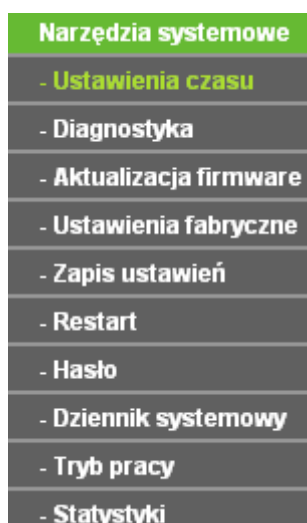 Narzędzia systemowe
- Ustawienia czasu
- Diagnostyka
- Aktualizacja firmware
- Ustawienia fabryczne
- Zapis ustawień
- Restart
- Hasło
- Dziennik systemowy
- Tryb pracy
- Statystyki